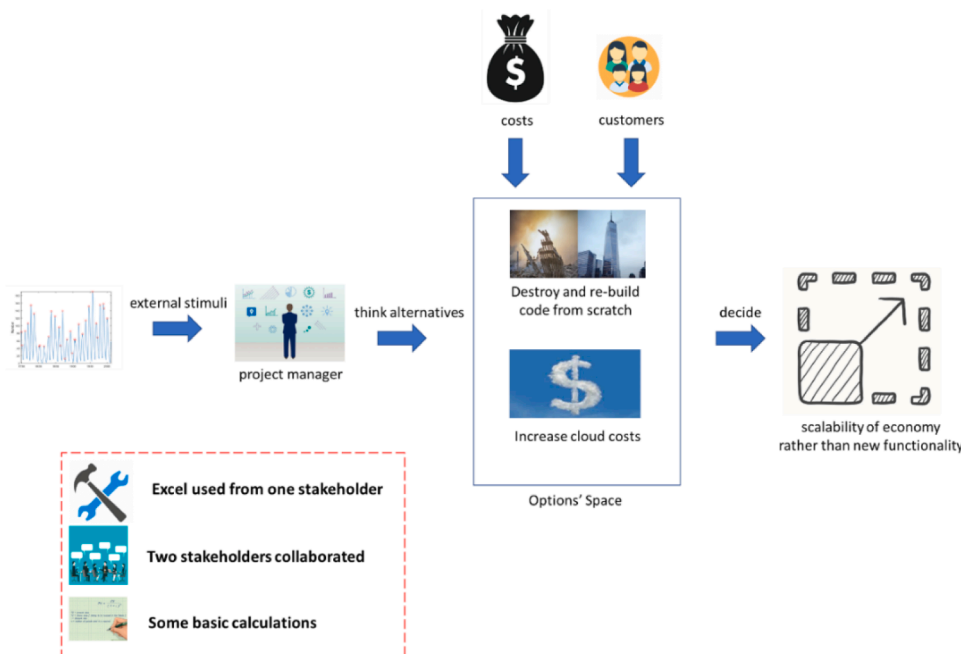 costs
customers
external stimuli
project manager
think alternatives
Destroy and re-build
code from scratch
Increase cloud costs
Options' Space
decide
scalability of economy
rather than new functionality
Excel used from one stakeholder
Two stakeholders collaborated
Some basic calculations